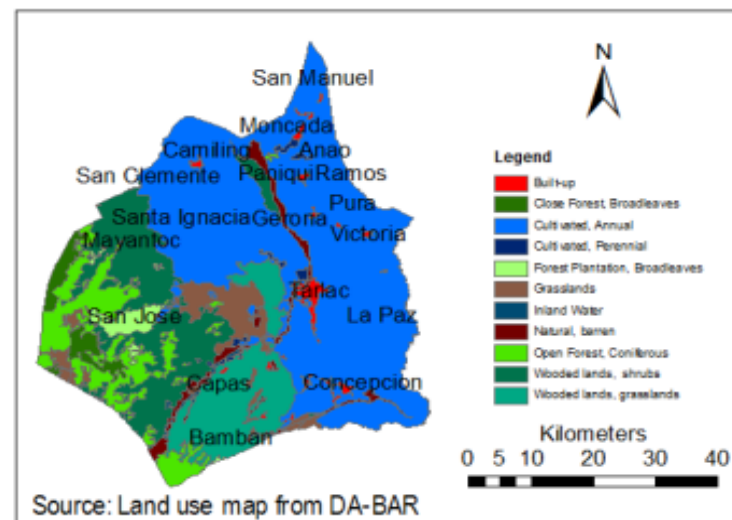 N
San Manuel
Moncada
Camiling Anao
San Clemente Paniqui Ramos
Pura
Santa Ignacia Gerona
Mayantoc Victoria
Tarlac
San Jose La Paz
Capas Concepcion
Bamban
Legend
Built-up
Close Forest, Broadleaves
Cultivated, Annual
Cultivated, Perennial
Forest Plantation, Broadleaves
Grasslands
Inland Water
Natural, barren
Open Forest, Coniferous
Wooded lands, shrubs
Wooded lands, grasslands
Kilometers
0 5 10 20 30 40
Source: Land use map from DA-BAR